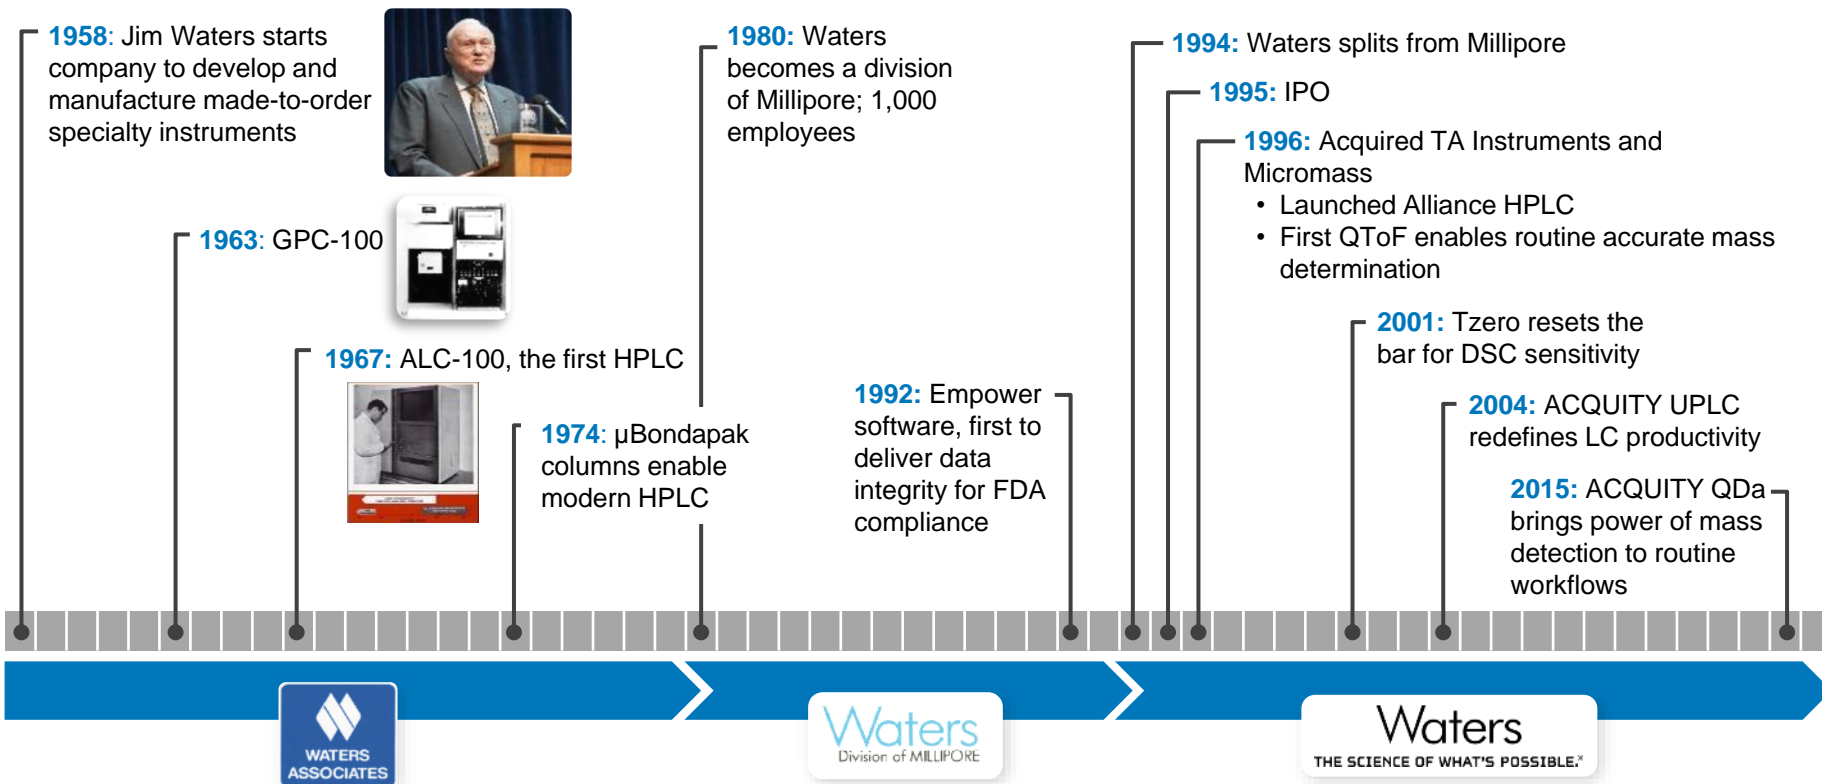 1958: Jim Waters starts
company to develop and
manufacture made-to-order
specialty instruments
1963: GPC-100
1967: ALC-100, the first HPLC
1974: µBondapak
columns enable
modern HPLC
1980: Waters
becomes a division
of Millipore; 1,000
employees
1992: Empower
software, first to
deliver data
integrity for FDA
compliance
1994: Waters splits from Millipore
1995: IPO
1996: Acquired TA Instruments and
Micromass
• Launched Alliance HPLC
• First QToF enables routine accurate mass
determination
2001: Tzero resets the
bar for DSC sensitivity
2004: ACQUITY UPLC
redefines LC productivity
2015: ACQUITY QDa
brings power of mass
detection to routine
workflows
WATERS
ASSOCIATES
Waters
Division of MILLIPORE
Waters
THE SCIENCE OF WHAT'S POSSIBLE.